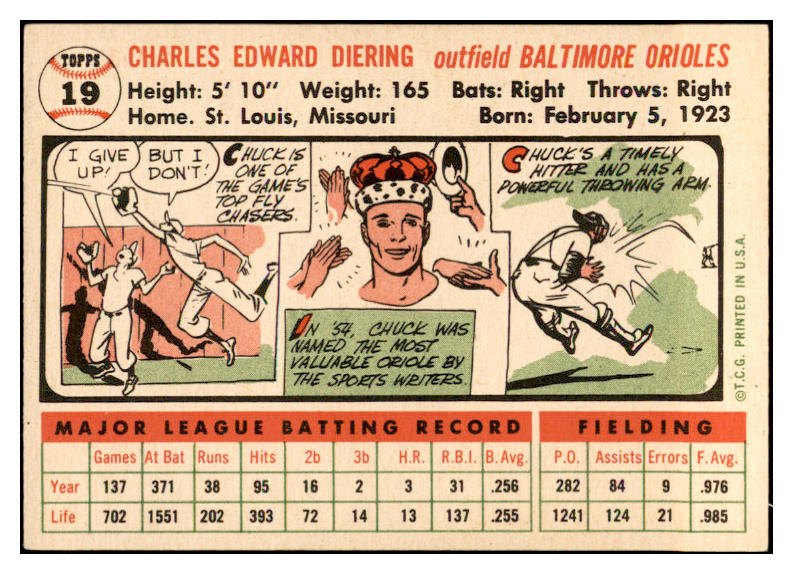 TOPPS
19
CHARLES EDWARD DIERING outfield BALTIMORE ORIOLES
Height: 5' 10" Weight: 165 Bats: Right Throws: Right
Home. St. Louis, Missouri Born: February 5, 1923
I GIVE
UP!
BUT I
DON'T!
CHUCK IS
ONE OF
THE GAME'S
TOP FLY
CHASERS.
IN '54, CHUCK WAS
NAMED THE MOST
VALUABLE ORIOLE BY
THE SPORTS WRITERS.
CHUCK'S A TIMELY
HITTER AND HAS A
POWERFUL THROWING ARM.
©T.C.G. PRINTED IN U.S.A.
MAJOR LEAGUE BATTING RECORD FIELDING
Games At Bat Runs Hits 2b 3b H.R. R.B.I. B. Avg. P.O. Assists Errors F. Avg.
Year 137 371 38 95 16 2 3 31 .256 282 84 9 .976
Life 702 1551 202 393 72 14 13 137 .255 1241 124 21 .985